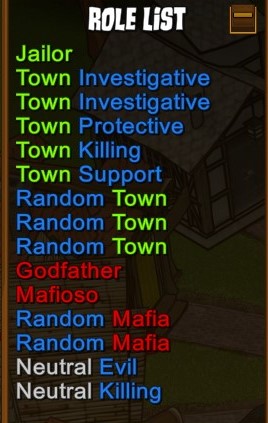 ROLE LIST
Jailor
Town Investigative
Town Investigative
Town Protective
Town Killing
Town Support
Random Town
Random Town
Random Town
Godfather
Mafioso
Random Mafia
Random Mafia
Neutral Evil
Neutral Killing